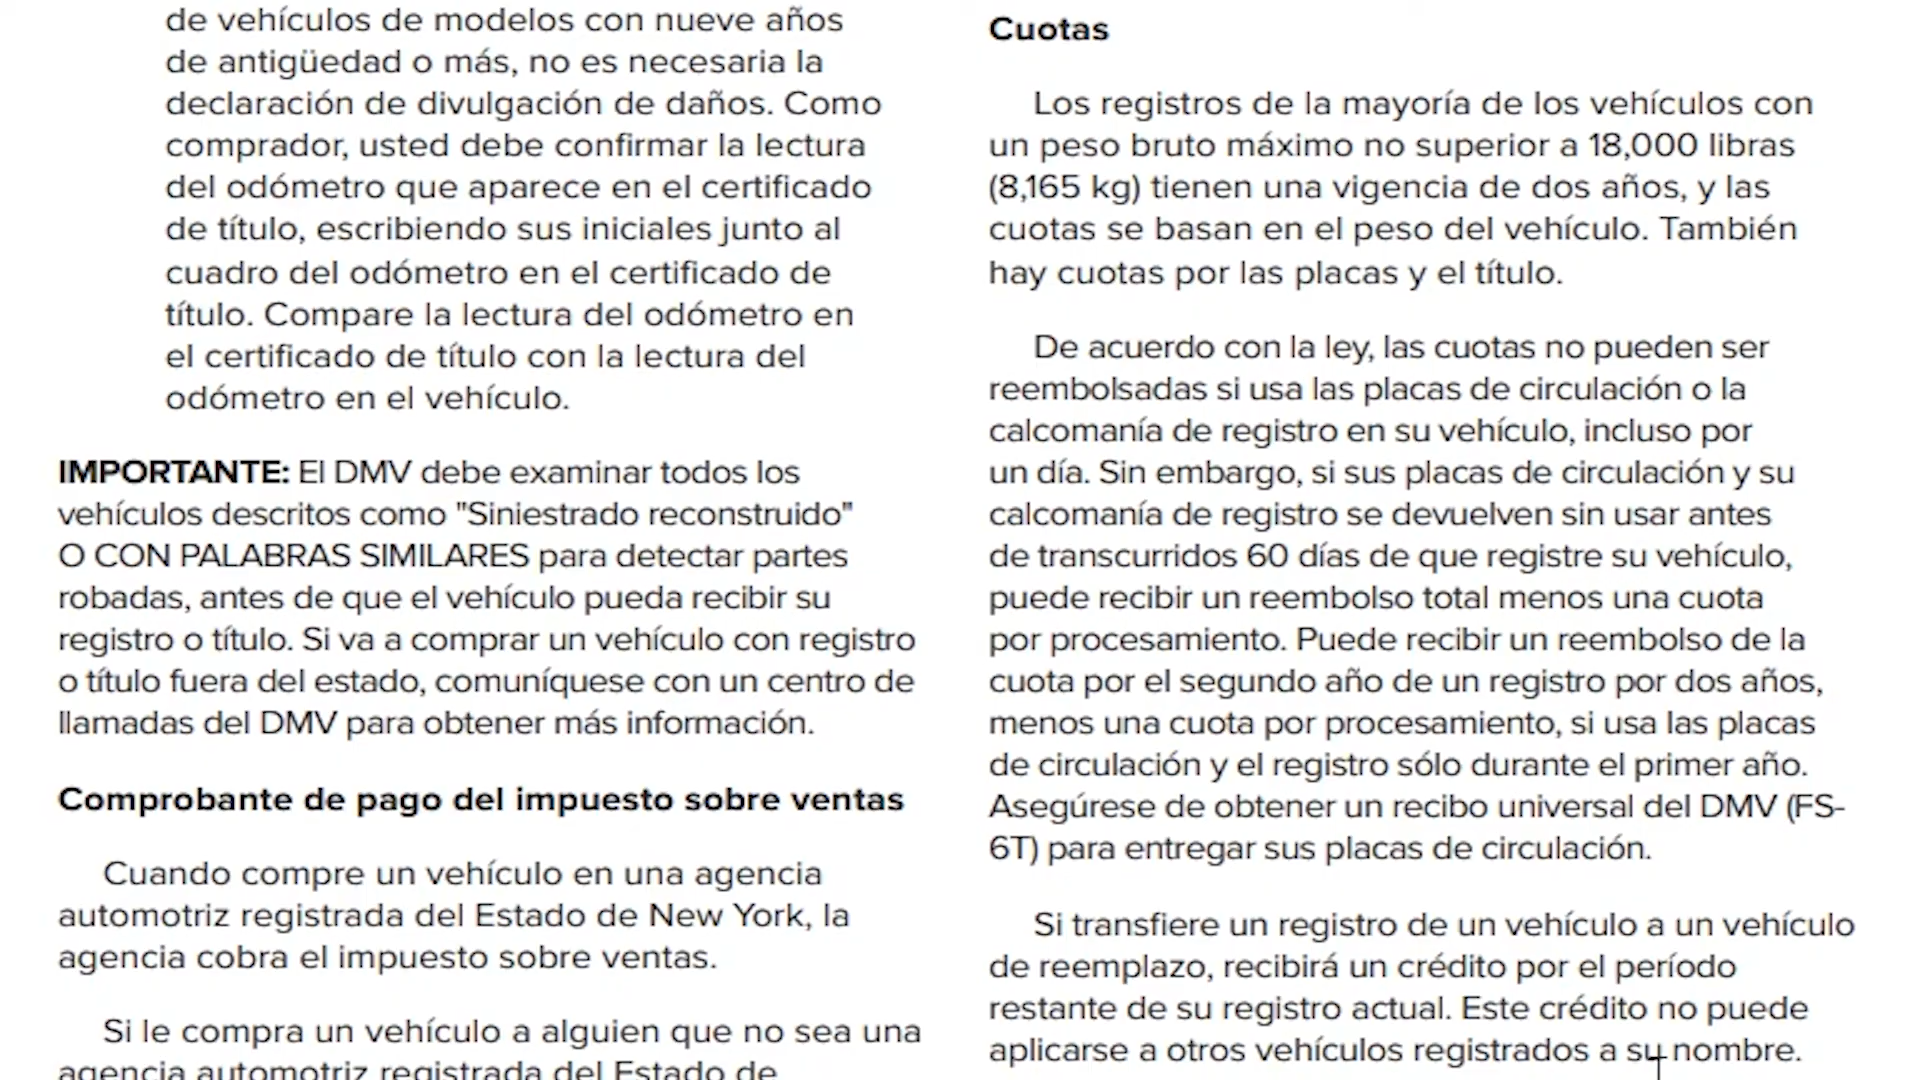 de vehículos de modelos con nueve años
de antigüedad o más, no es necesaria la
declaración de divulgación de daños. Como
comprador, usted debe confirmar la lectura
del odómetro que aparece en el certificado
de título, escribiendo sus iniciales junto al
cuadro del odómetro en el certificado de
título. Compare la lectura del odómetro en
el certificado de título con la lectura del
odómetro en el vehículo.
IMPORTANTE: El DMV debe examinar todos los
vehículos descritos como "Siniestrado reconstruido"
O CON PALABRAS SIMILARES para detectar partes
robadas, antes de que el vehículo pueda recibir su
registro o título. Si va a comprar un vehículo con registro
o título fuera del estado, comuníquese con un centro de
llamadas del DMV para obtener más información.
Comprobante de pago del impuesto sobre ventas
Cuando compre un vehículo en una agencia
automotriz registrada del Estado de New York, la
agencia cobra el impuesto sobre ventas.
Si le compra un vehículo a alguien que no sea una
agencia automotriz registrada del Estado de
Cuotas
Los registros de la mayoría de los vehículos con
un peso bruto máximo no superior a 18,000 libras
(8,165 kg) tienen una vigencia de dos años, y las
cuotas se basan en el peso del vehículo. También
hay cuotas por las placas y el título.
De acuerdo con la ley, las cuotas no pueden ser
reembolsadas si usa las placas de circulación o la
calcomanía de registro en su vehículo, incluso por
un día. Sin embargo, si sus placas de circulación y su
calcomanía de registro se devuelven sin usar antes
de transcurridos 60 días de que registre su vehículo,
puede recibir un reembolso total menos una cuota
por procesamiento. Puede recibir un reembolso de la
cuota por el segundo año de un registro por dos años,
menos una cuota por procesamiento, si usa las placas
de circulación y el registro sólo durante el primer año.
Asegúrese de obtener un recibo universal del DMV (FS-
6T) para entregar sus placas de circulación.
Si transfiere un registro de un vehículo a un vehículo
de reemplazo, recibirá un crédito por el período
restante de su registro actual. Este crédito no puede
aplicarse a otros vehículos registrados a su nombre.